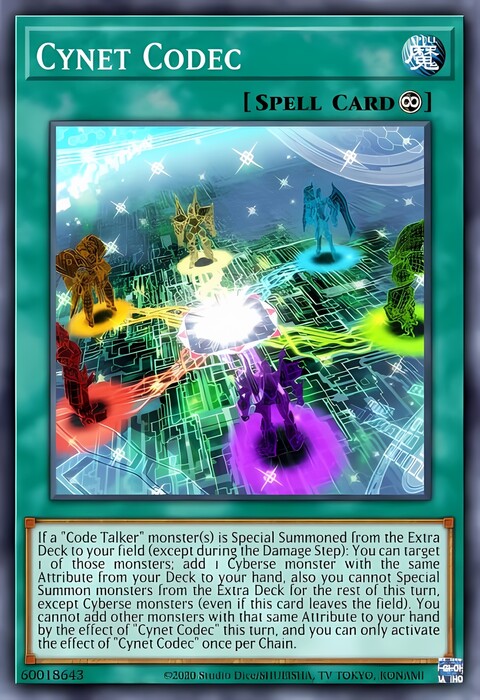 CYNET CODEC
[SPELL CARD ]
If a "Code Talker" monster(s) is Special Summoned from the Extra
Deck to your field (except during the Damage Step): You can target
1 of those monsters; add 1 Cyberse monster with the same
Attribute from your Deck to your hand, also you cannot Special
Summon monsters from the Extra Deck for the rest of this turn,
except Cyberse monsters (even if this card leaves the field). You
cannot add other monsters with that same Attribute to your hand
by the effect of "Cynet Codec" this turn, and you can only activate
the effect of "Cynet Codec" once per Chain.
60018643
©2020 Studio Dice/SHUEISHA, TV TOKYO, KONAMI